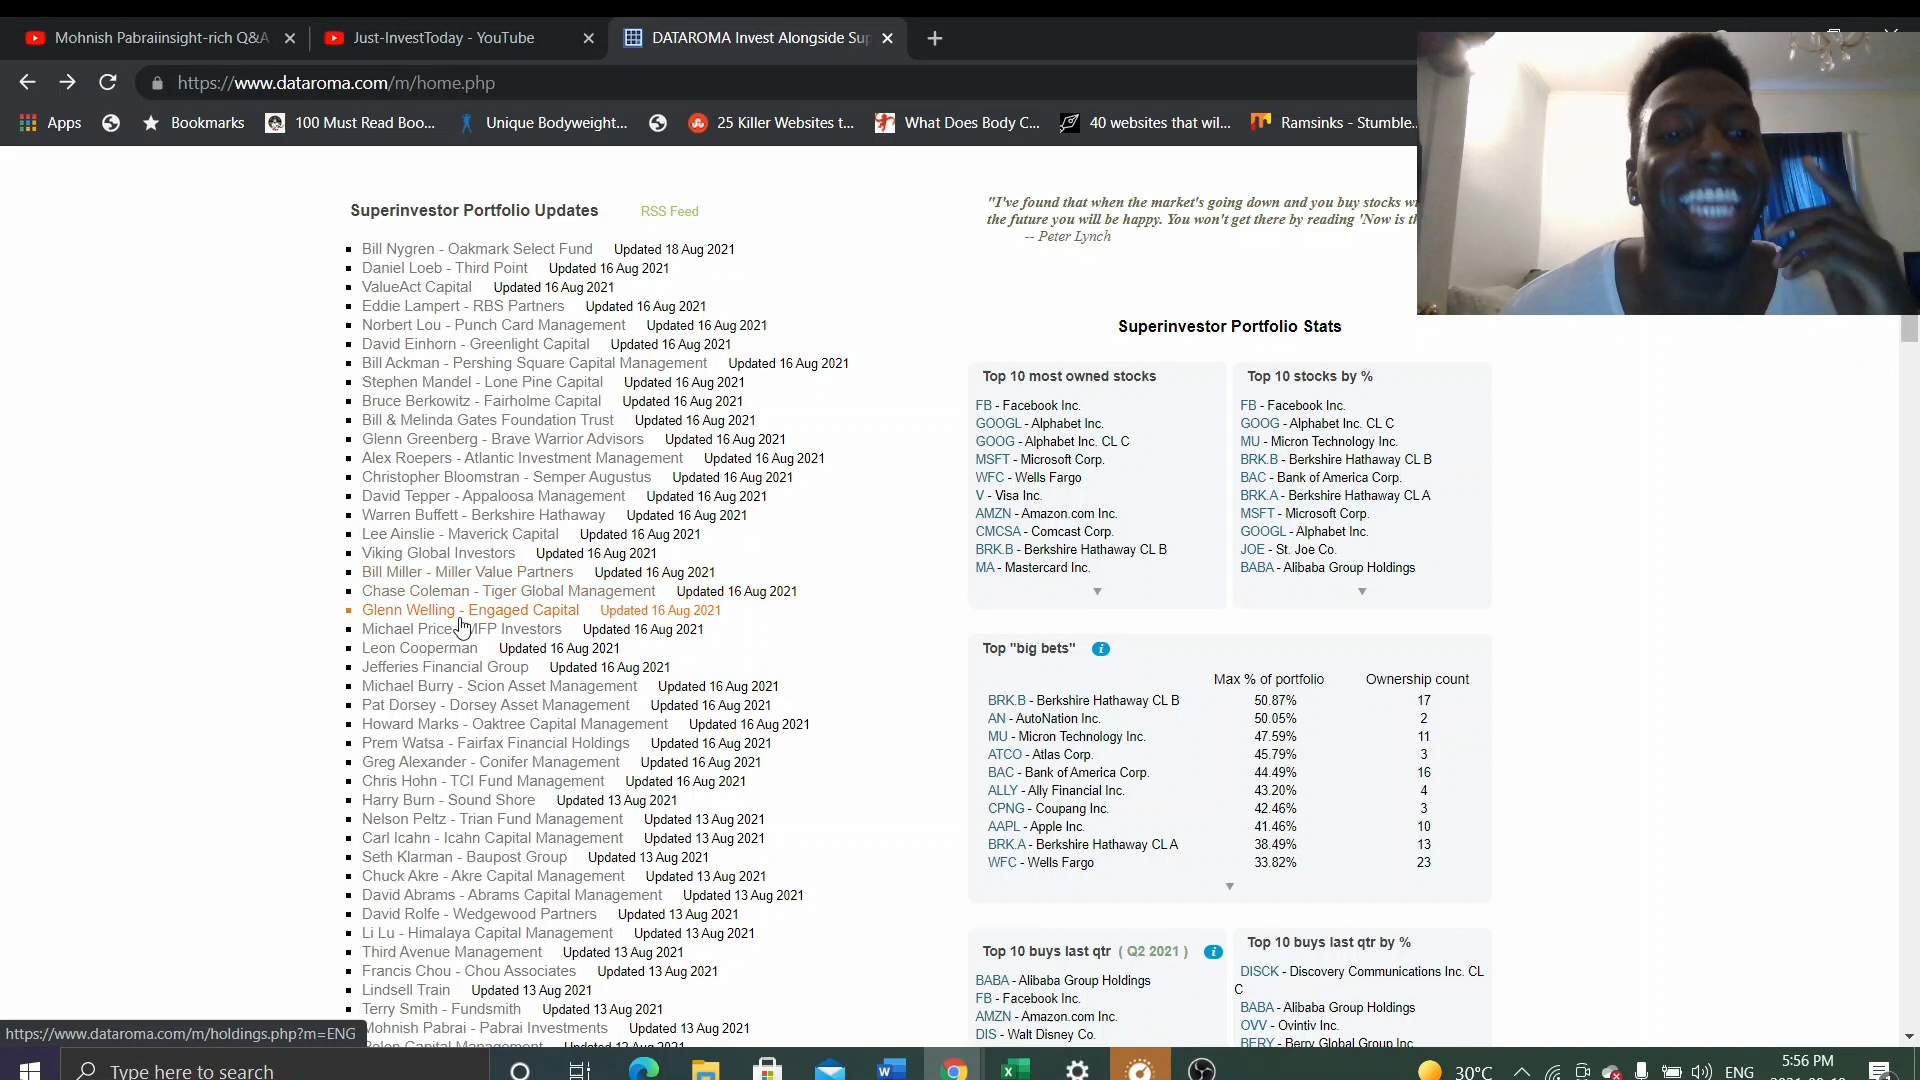 Mohnish Pabraiinsight-rich Q&A
Just-InvestToday - YouTube
DATAROMA Invest Alongside Sup
https://www.dataroma.com/m/home.php
Apps
Bookmarks
100 Must Read Boo...
Unique Bodyweight...
25 Killer Websites t...
What Does Body C...
40 websites that wil...
Ramsinks - Stumble...
Superinvestor Portfolio Updates RSS Feed
Bill Nygren - Oakmark Select Fund Updated 18 Aug 2021
Daniel Loeb - Third Point Updated 16 Aug 2021
ValueAct Capital Updated 16 Aug 2021
Eddie Lampert - RBS Partners Updated 16 Aug 2021
Norbert Lou - Punch Card Management Updated 16 Aug 2021
David Einhorn - Greenlight Capital Updated 16 Aug 2021
Bill Ackman - Pershing Square Capital Management Updated 16 Aug 2021
Stephen Mandel - Lone Pine Capital Updated 16 Aug 2021
Bruce Berkowitz - Fairholme Capital Updated 16 Aug 2021
Bill & Melinda Gates Foundation Trust Updated 16 Aug 2021
Glenn Greenberg - Brave Warrior Advisors Updated 16 Aug 2021
Alex Roepers - Atlantic Investment Management Updated 16 Aug 2021
Christopher Bloomstran - Semper Augustus Updated 16 Aug 2021
David Tepper - Appaloosa Management Updated 16 Aug 2021
Warren Buffett - Berkshire Hathaway Updated 16 Aug 2021
Lee Ainslie - Maverick Capital Updated 16 Aug 2021
Viking Global Investors Updated 16 Aug 2021
Bill Miller - Miller Value Partners Updated 16 Aug 2021
Chase Coleman - Tiger Global Management Updated 16 Aug 2021
Glenn Welling - Engaged Capital Updated 16 Aug 2021
Michael Price - MFP Investors Updated 16 Aug 2021
Leon Cooperman Updated 16 Aug 2021
Jefferies Financial Group Updated 16 Aug 2021
Michael Burry - Scion Asset Management Updated 16 Aug 2021
Pat Dorsey - Dorsey Asset Management Updated 16 Aug 2021
Howard Marks - Oaktree Capital Management Updated 16 Aug 2021
Prem Watsa - Fairfax Financial Holdings Updated 16 Aug 2021
Greg Alexander - Conifer Management Updated 16 Aug 2021
Chris Hohn - TCI Fund Management Updated 16 Aug 2021
Harry Burn - Sound Shore Updated 13 Aug 2021
Nelson Peltz - Trian Fund Management Updated 13 Aug 2021
Carl Icahn - Icahn Capital Management Updated 13 Aug 2021
Seth Klarman - Baupost Group Updated 13 Aug 2021
Chuck Akre - Akre Capital Management Updated 13 Aug 2021
David Abrams - Abrams Capital Management Updated 13 Aug 2021
David Rolfe - Wedgewood Partners Updated 13 Aug 2021
Li Lu - Himalaya Capital Management Updated 13 Aug 2021
Third Avenue Management Updated 13 Aug 2021
Francis Chou - Chou Associates Updated 13 Aug 2021
Lindsell Train Updated 13 Aug 2021
Terry Smith - Fundsmith Updated 13 Aug 2021
Mohnish Pabrai - Pabrai Investments Updated 13 Aug 2021
https://www.dataroma.com/m/holdings.php?m=ENG
"I've found that when the market's going down and you buy stocks wi
the future you will be happy. You won't get there by reading 'Now is th
-- Peter Lynch
Superinvestor Portfolio Stats
Top 10 most owned stocks
FB - Facebook Inc.
GOOGL - Alphabet Inc.
GOOG - Alphabet Inc. CL C
MSFT - Microsoft Corp.
WFC - Wells Fargo
V - Visa Inc.
AMZN - Amazon.com Inc.
CMCSA - Comcast Corp.
BRK.B - Berkshire Hathaway CL B
MA - Mastercard Inc.
Top 10 stocks by %
FB - Facebook Inc.
GOOG - Alphabet Inc. CL C
MU - Micron Technology Inc.
BRK.B - Berkshire Hathaway CL B
BAC - Bank of America Corp.
BRK.A - Berkshire Hathaway CL A
MSFT - Microsoft Corp.
GOOGL - Alphabet Inc.
JOE - St. Joe Co.
BABA - Alibaba Group Holdings
Top "big bets" i
Max % of portfolio Ownership count
BRK.B - Berkshire Hathaway CL B 50.87% 17
AN - AutoNation Inc. 50.05% 2
MU - Micron Technology Inc. 47.59% 11
ATCO - Atlas Corp. 45.79% 3
BAC - Bank of America Corp. 44.49% 16
ALLY - Ally Financial Inc. 43.20% 4
CPNG - Coupang Inc. 42.46% 3
AAPL - Apple Inc. 41.46% 10
BRK.A - Berkshire Hathaway CL A 38.49% 13
WFC - Wells Fargo 33.82% 23
Top 10 buys last qtr ( Q2 2021 ) i
BABA - Alibaba Group Holdings
FB - Facebook Inc.
AMZN - Amazon.com Inc.
DIS - Walt Disney Co.
Top 10 buys last qtr by %
DISCK - Discovery Communications Inc. CL
C
BABA - Alibaba Group Holdings
OVV - Ovintiv Inc.
BERY - Berry Global Group Inc.
Type here to search
30°C
ENG
5:56 PM